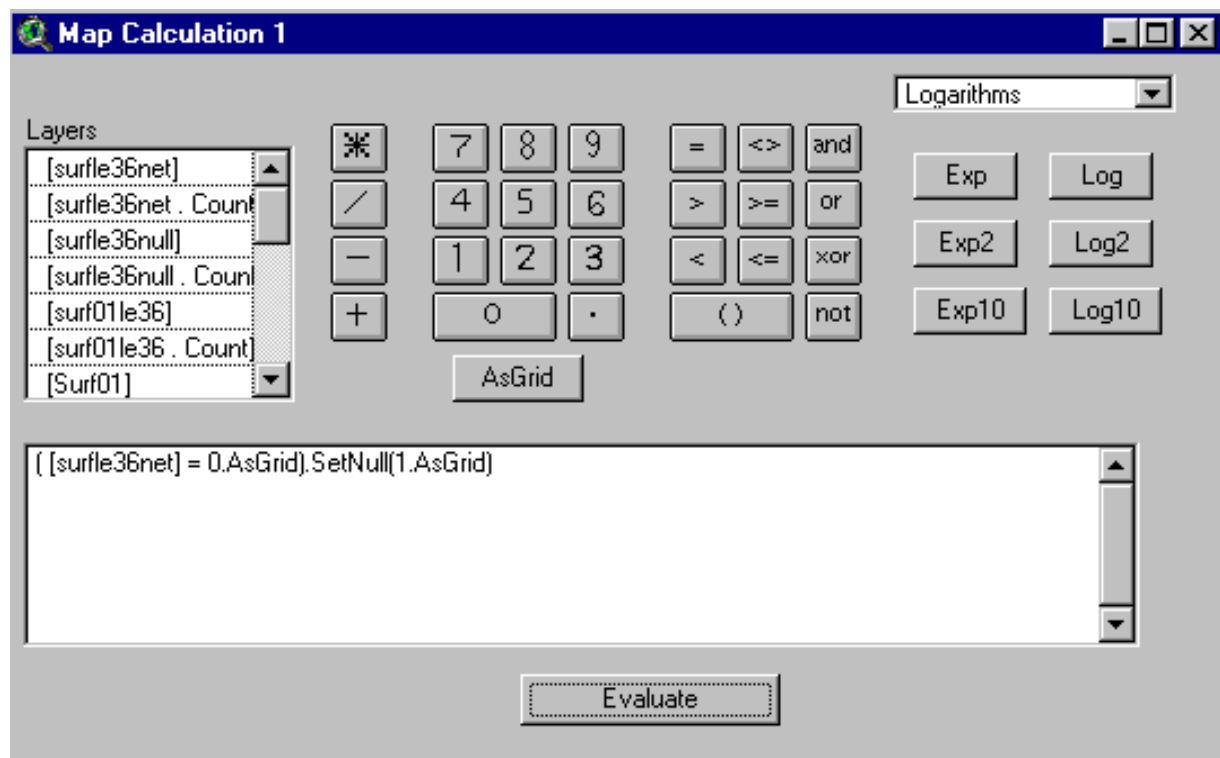 Map Calculation 1
Logarithms
Layers
[surfle36net]
[surfle36net . Count
[surfle36null]
[surfle36null . Coun
[surf01le36]
[surf01le36 . Count]
[Surf01]
* 7 8 9 = <> and
/ 4 5 6 > >= or
− 1 2 3 < <= xor
+ 0 . ( ) not
AsGrid
Exp Log
Exp2 Log2
Exp10 Log10
( [surfle36net] = 0.AsGrid).SetNull(1.AsGrid)
Evaluate